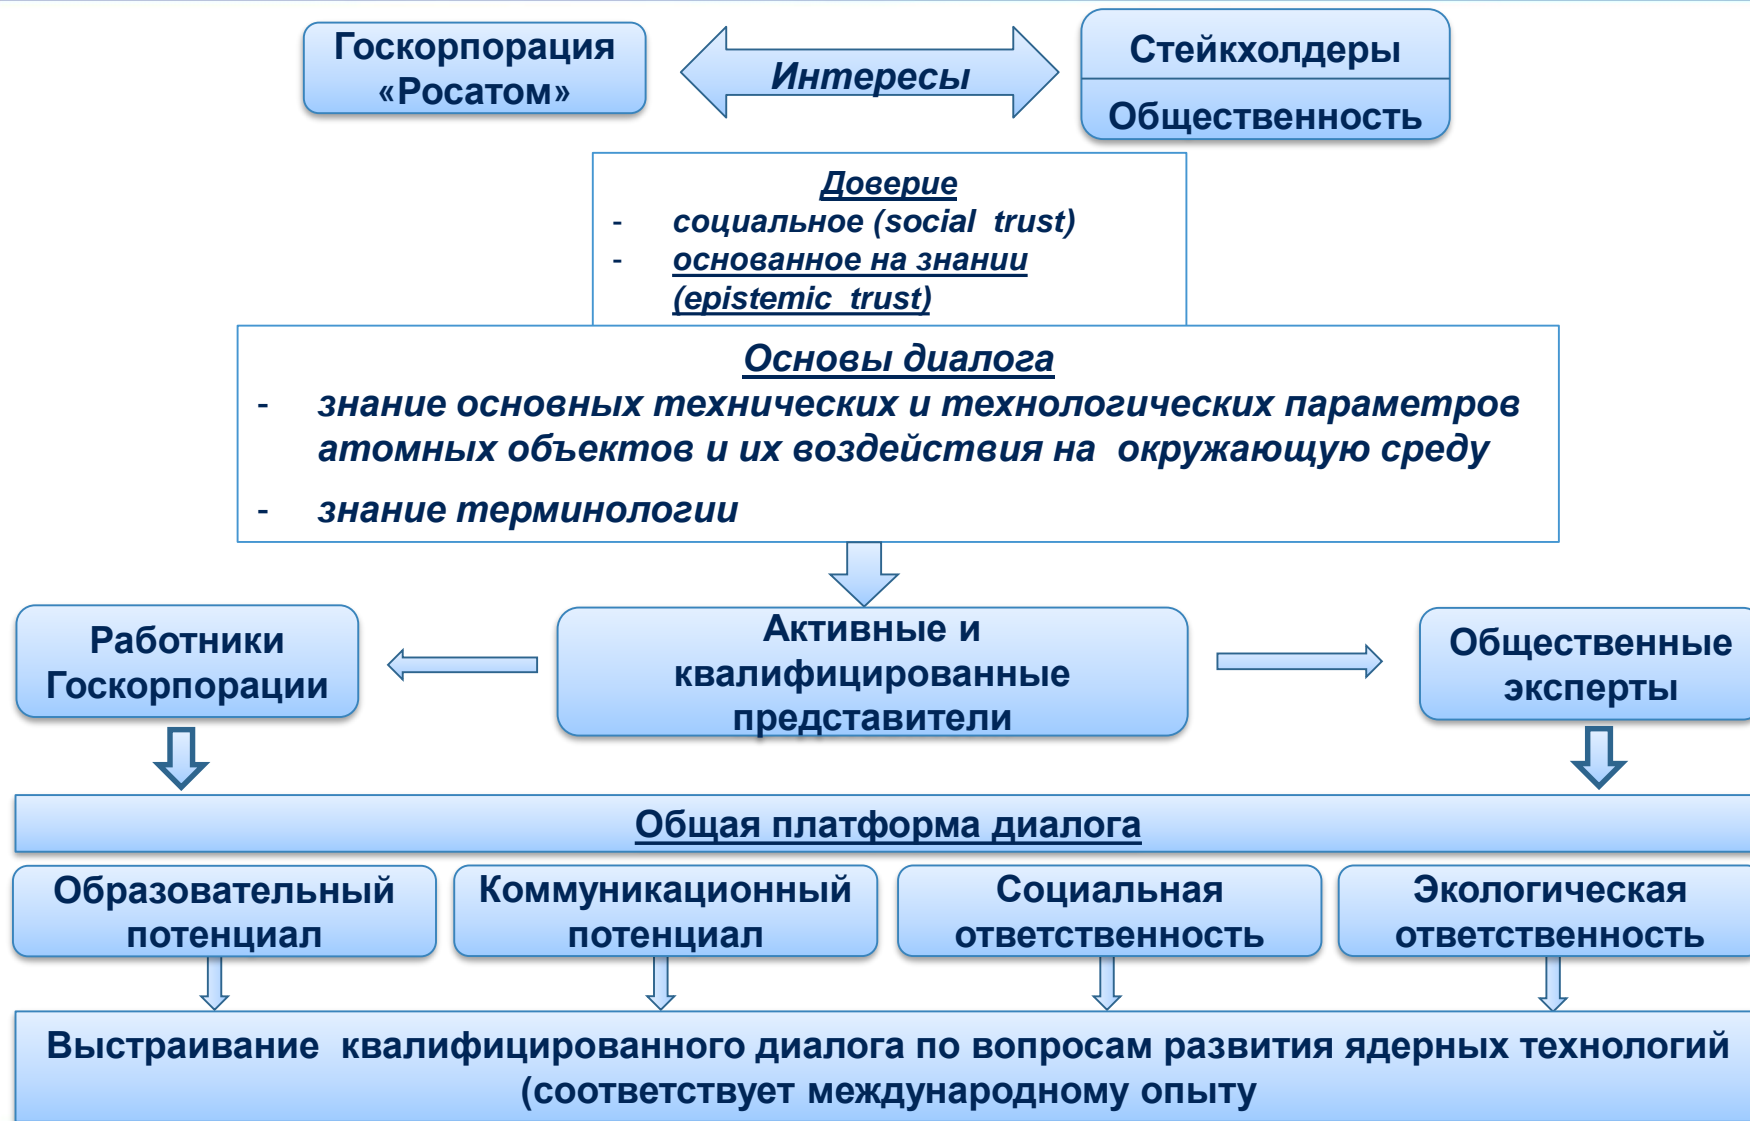 Госкорпорация
«Росатом»
Интересы
Стейкхолдеры
Общественность
Доверие
- социальное (social trust)
- основанное на знании
(epistemic trust)
Основы диалога
- знание основных технических и технологических параметров
атомных объектов и их воздействия на окружающую среду
- знание терминологии
Работники
Госкорпорации
Активные и
квалифицированные
представители
Общественные
эксперты
Общая платформа диалога
Образовательный
потенциал
Коммуникационный
потенциал
Социальная
ответственность
Экологическая
ответственность
Выстраивание квалифицированного диалога по вопросам развития ядерных технологий
(соответствует международному опыту